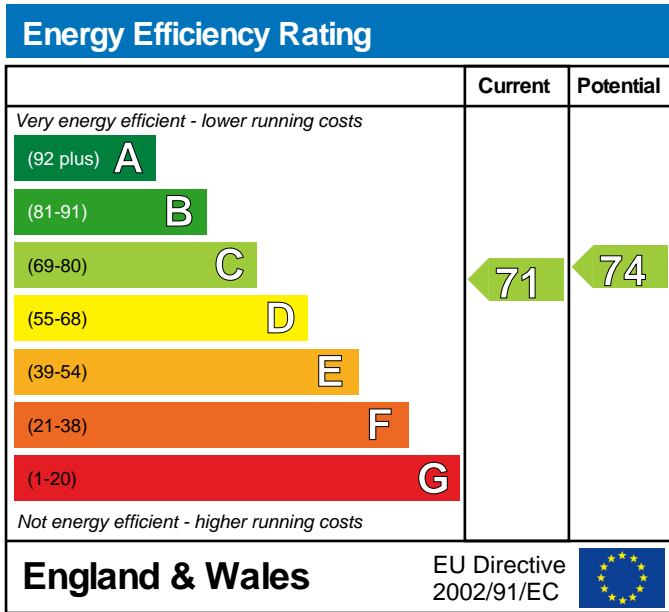 Energy Efficiency Rating
Current Potential
Very energy efficient - lower running costs
(92 plus) A
(81-91) B
(69-80) C
71 74
(55-68) D
(39-54) E
(21-38) F
(1-20) G
Not energy efficient - higher running costs
England & Wales
EU Directive
2002/91/EC